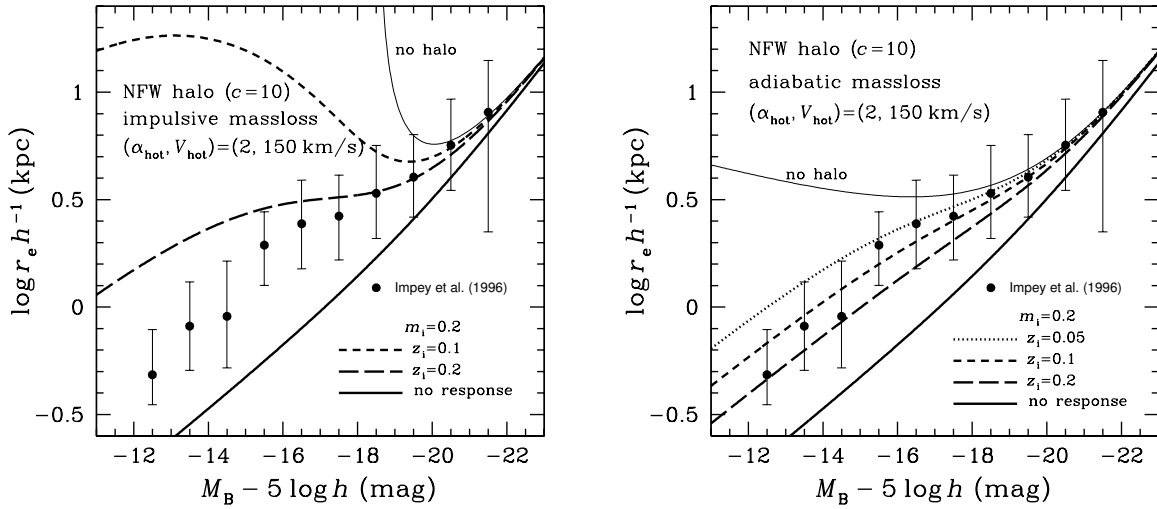 no halo
NFW halo (c=10)
impulsive massloss
(α_hot, V_hot)=(2, 150 km/s)
1
0.5
0
−0.5
log r_e h⁻¹ (kpc)
Impey et al. (1996)
m_i=0.2
z_i=0.1
z_i=0.2
no response
−12 −14 −16 −18 −20 −22
M_B − 5 log h (mag)
NFW halo (c=10)
adiabatic massloss
(α_hot, V_hot)=(2, 150 km/s)
no halo
1
0.5
0
−0.5
log r_e h⁻¹ (kpc)
Impey et al. (1996)
m_i=0.2
z_i=0.05
z_i=0.1
z_i=0.2
no response
−12 −14 −16 −18 −20 −22
M_B − 5 log h (mag)